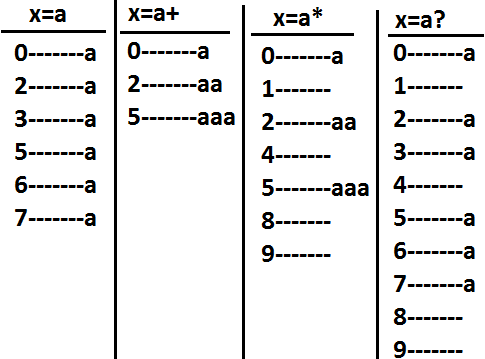 x=a
0-------a
2-------a
3-------a
5-------a
6-------a
7-------a
x=a+
0-------a
2-------aa
5-------aaa
x=a*
0-------a
1-------
2-------aa
4-------
5-------aaa
8-------
9-------
x=a?
0-------a
1-------
2-------a
3-------a
4-------
5-------a
6-------a
7-------a
8-------
9-------